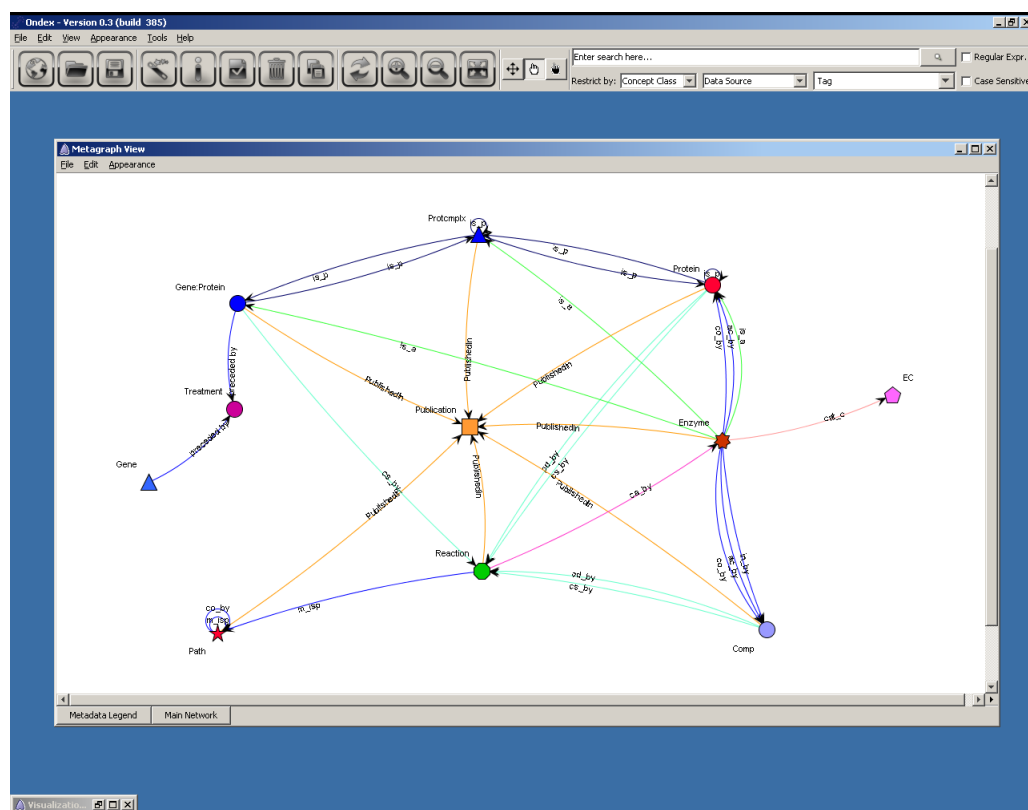 Ondex - Version 0.3 (build 385)
File Edit View Appearance Tools Help
Enter search here...
Regular Expr.
Restrict by: Concept Class Data Source Tag
Case Sensitive
Metagraph View
File Edit Appearance
Protcmplx
is_p
is_p
is_p
is_p
is_p
Protein
is_p
Gene:Protein
is_a
is_a
is_a
ac_by
co_by
preceded by
PublishedIn
PublishedIn
PublishedIn
Treatment
EC
Publication
Enzyme
cat_c
PublishedIn
preceded by
Gene
PublishedIn
PublishedIn
PublishedIn
cs_by
pd_by
cs_by
ca_by
Reaction
pd_by
cs_by
in_by
ac_by
co_by
m_isp
co_by
m_isp
Path
Comp
Metadata Legend Main Network
Visualizatio...